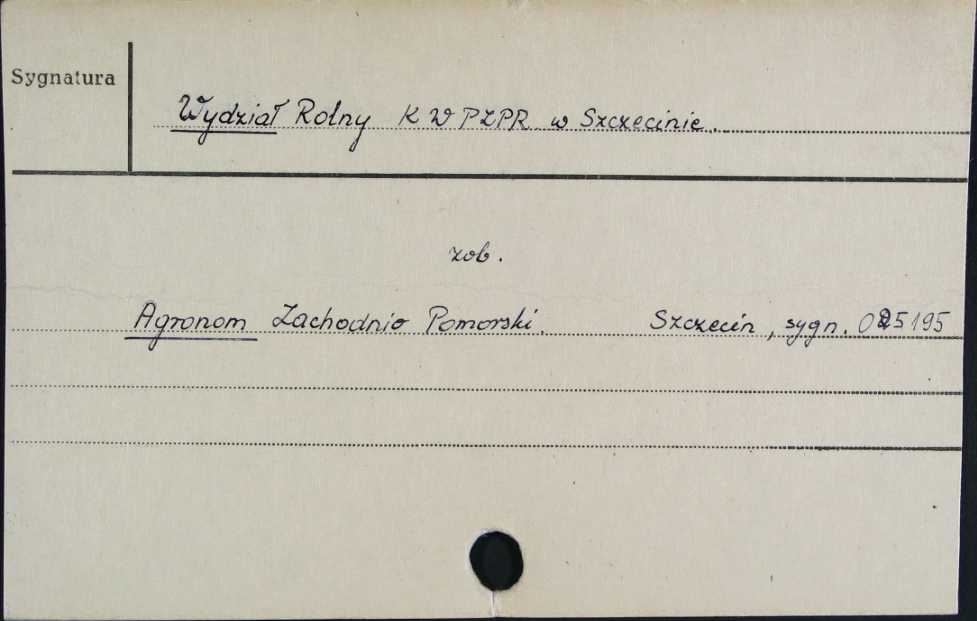 Sygnatura
Wydział Rolny KW PZPR w Szczecinie.
zob.
Agronom Zachodnio Pomorski. Szczecin, sygn. 025195